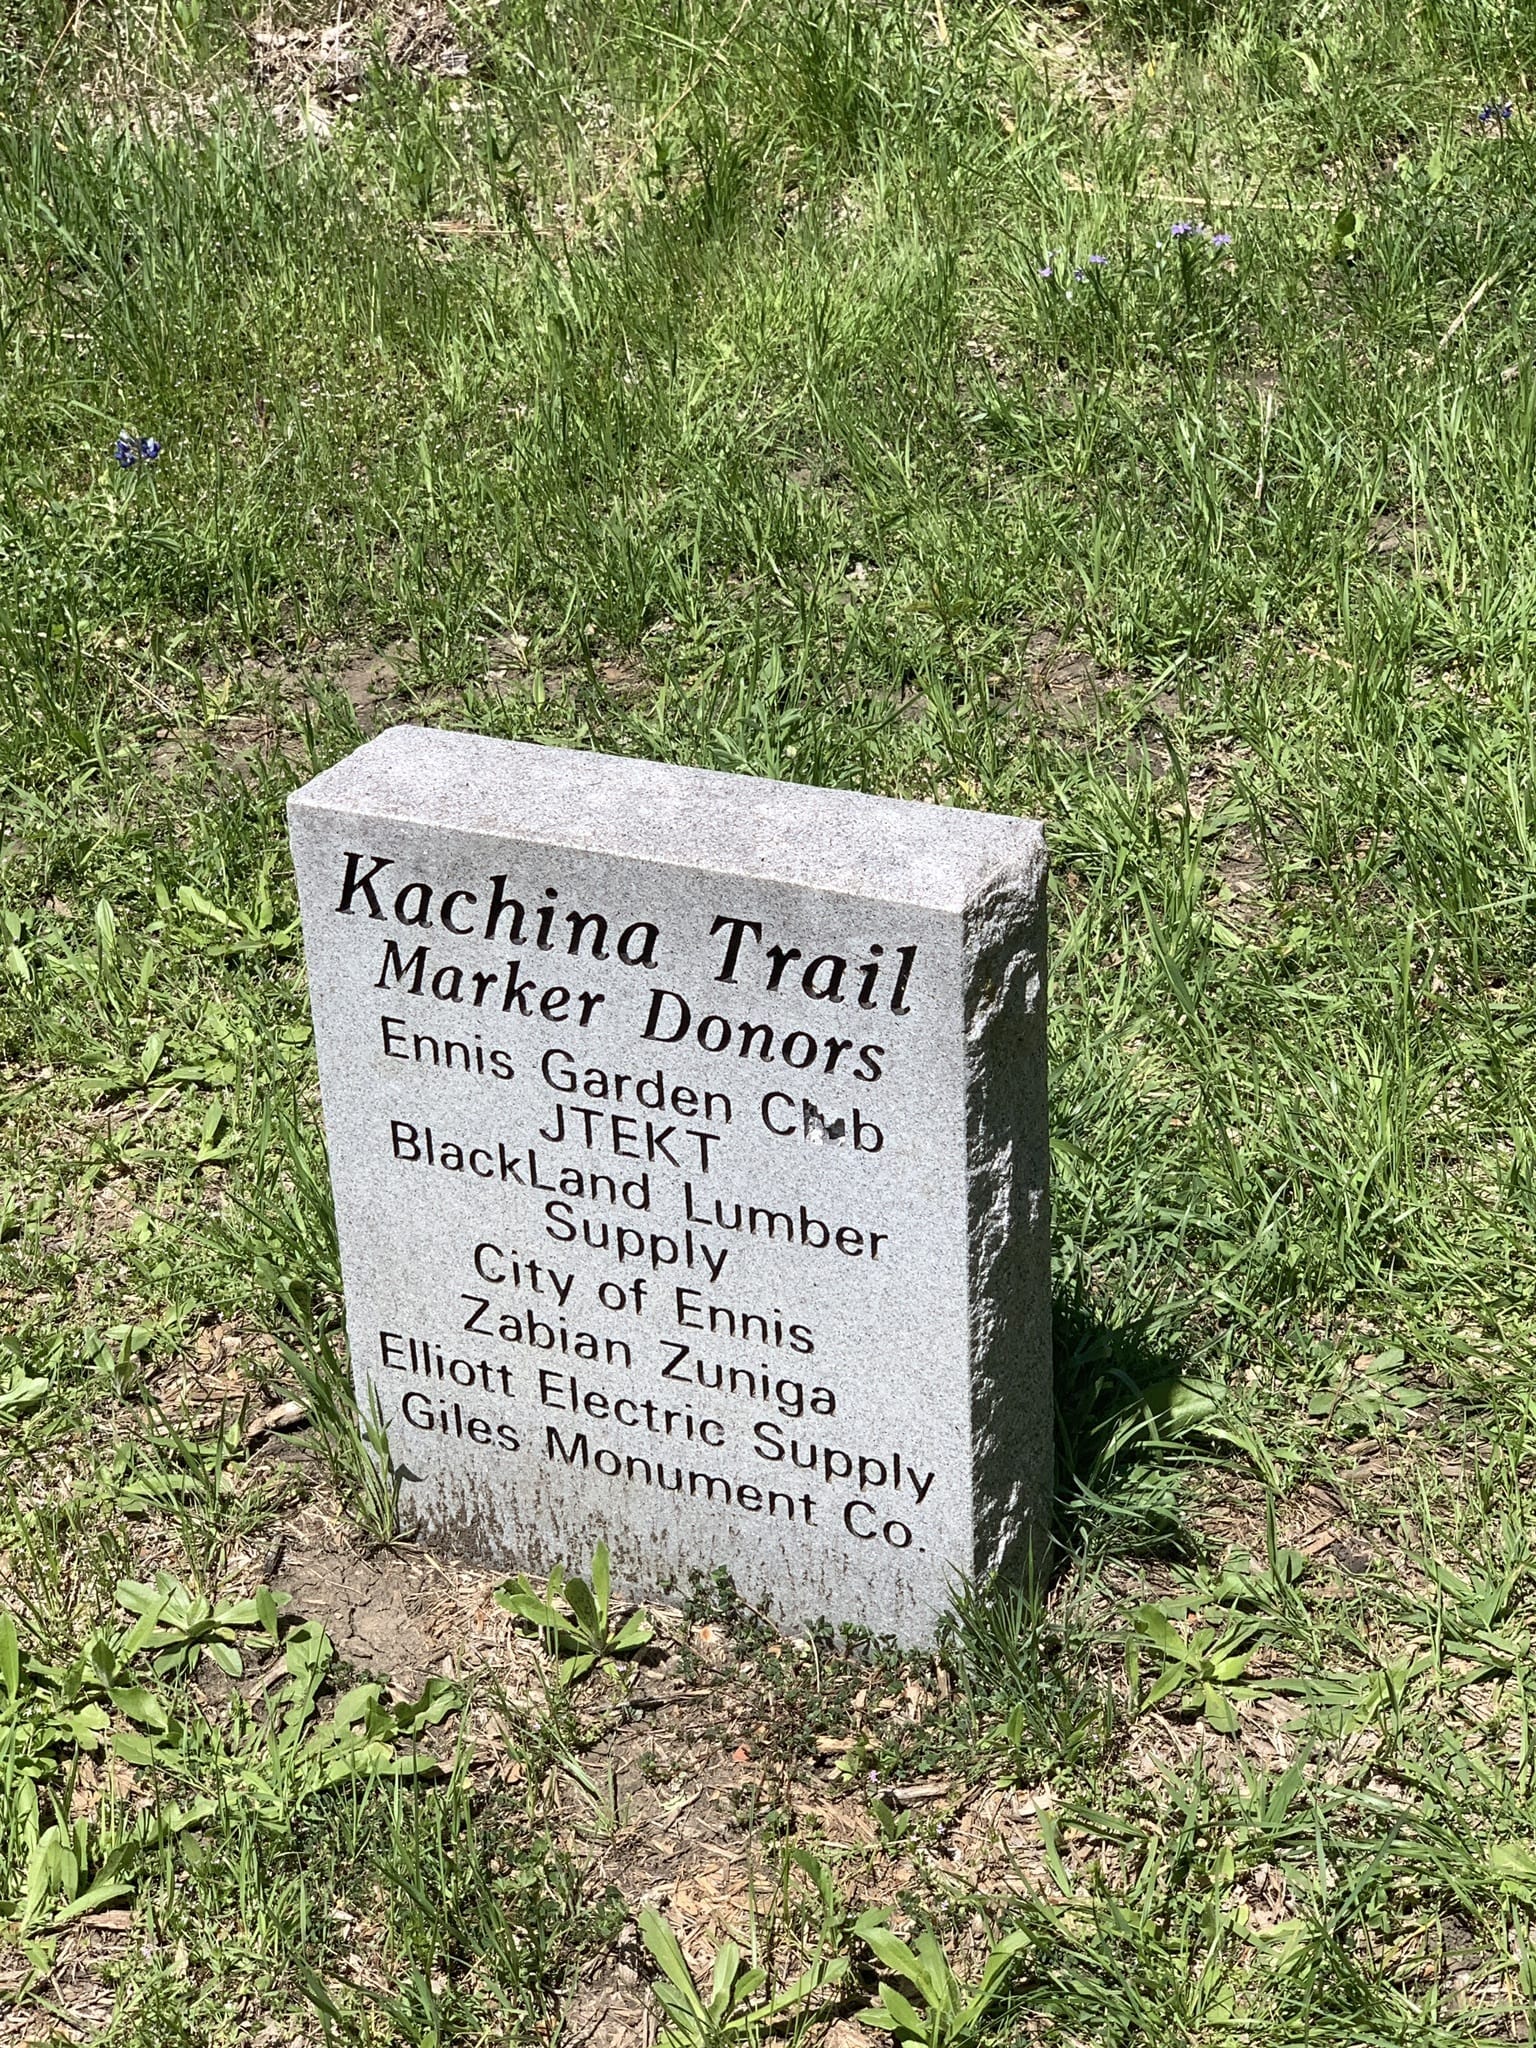 Kachina Trail
Marker Donors
Ennis Garden Club
JTEKT
BlackLand Lumber
Supply
City of Ennis
Zabian Zuniga
Elliott Electric Supply
Giles Monument Co.